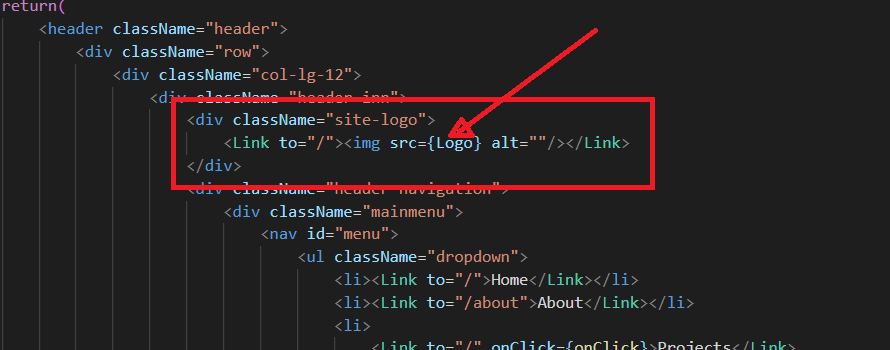 return(
<header className="header">
<div className="row">
<div className="col-lg-12">
<div className="header-inn">
<div className="site-logo">
<Link to="/"><img src={Logo} alt=""/></Link>
</div>
<div className="header-navigation">
<div className="mainmenu">
<nav id="menu">
<ul className="dropdown">
<li><Link to="/">Home</Link></li>
<li><Link to="/about">About</Link></li>
<li>
<Link to="/" onClick={onClick}>Projects</Link>